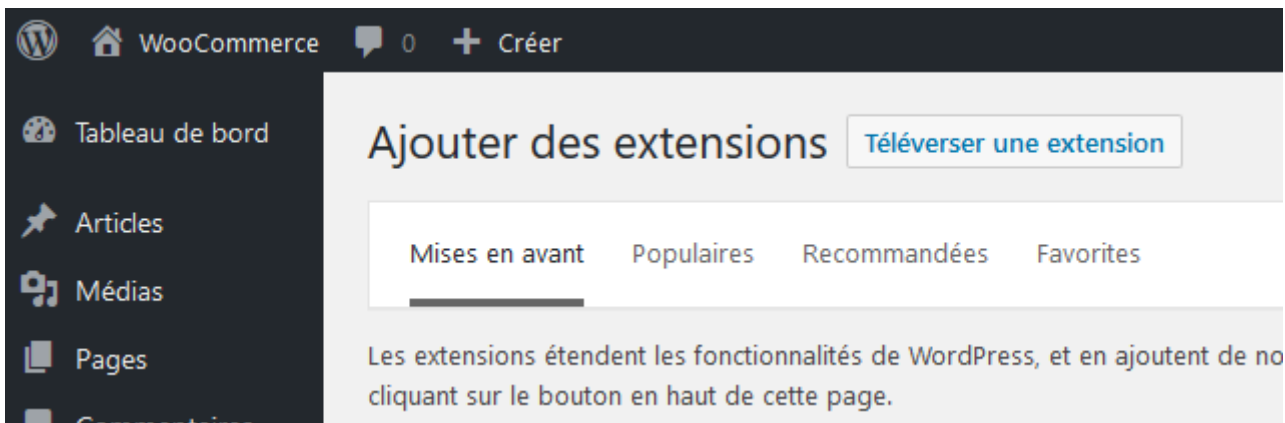 WooCommerce 0 Créer
Tableau de bord
Ajouter des extensions Téléverser une extension
Articles
Mises en avant Populaires Recommandées Favorites
Médias
Pages
Les extensions étendent les fonctionnalités de WordPress, et en ajoutent de no
cliquant sur le bouton en haut de cette page.